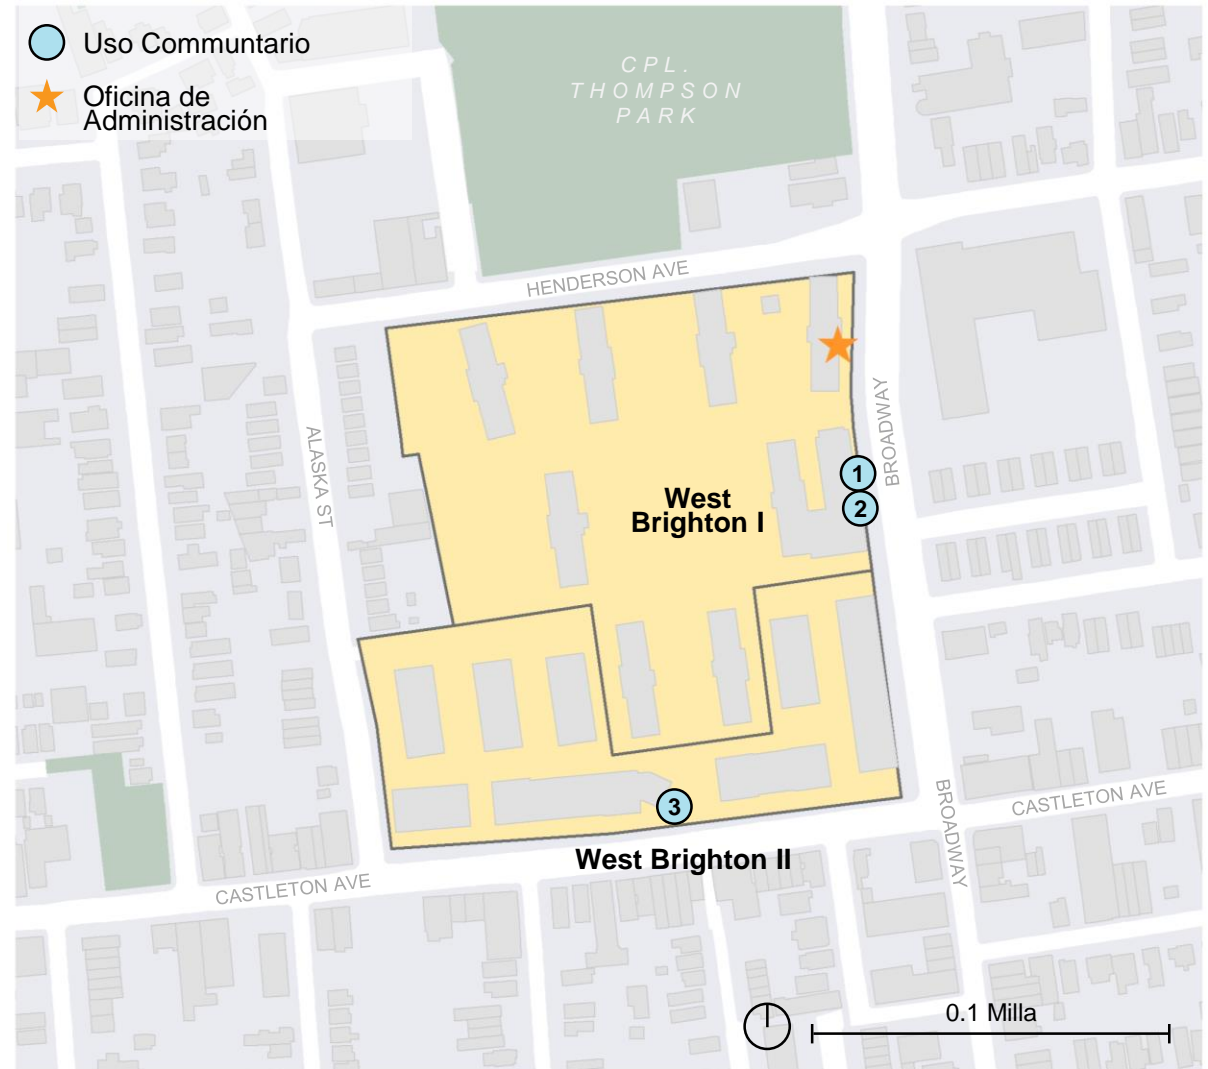 Uso Communtario
Oficina de
Administración
CPL.
THOMPSON
PARK
HENDERSON AVE
BROADWAY
ALASKA ST
1
2
West
Brighton I
3
West Brighton II
BROADWAY
CASTLETON AVE
CASTLETON AVE
0.1 Milla